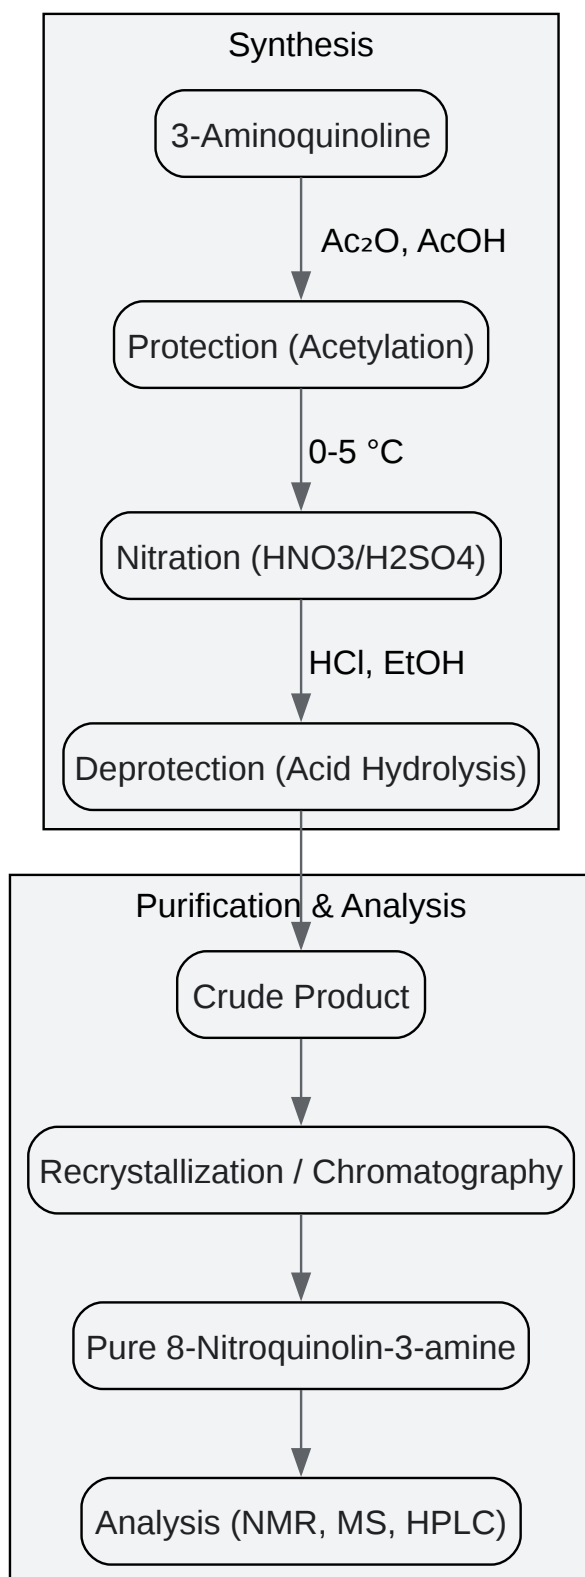 Synthesis
3-Aminoquinoline
Ac₂O, AcOH
Protection (Acetylation)
0-5 °C
Nitration (HNO3/H2SO4)
HCl, EtOH
Deprotection (Acid Hydrolysis)
Purification & Analysis
Crude Product
Recrystallization / Chromatography
Pure 8-Nitroquinolin-3-amine
Analysis (NMR, MS, HPLC)